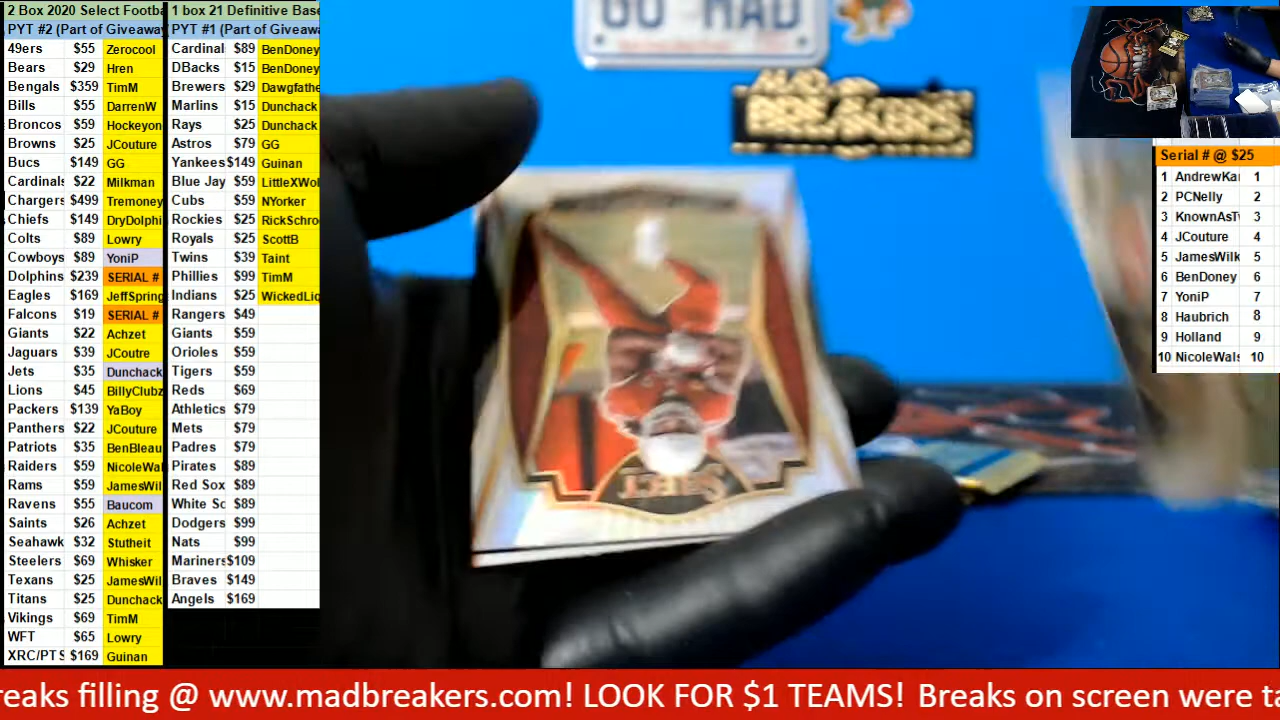 2 Box 2020 Select Footba
PYT #2 (Part of Giveaway
49ers $55 Zerocool
Bears $29 Hren
Bengals $359 TimM
Bills $55 DarrenW
Broncos $59 Hockeyon
Browns $25 JCouture
Bucs $149 GG
Cardinals $22 Milkman
Chargers $499 Tremoney
Chiefs $149 DryDolphi
Colts $89 Lowry
Cowboys $89 YoniP
Dolphins $239 SERIAL #
Eagles $169 JeffSpring
Falcons $19 SERIAL #
Giants $22 Achzet
Jaguars $39 JCoutre
Jets $35 Dunchack
Lions $45 BillyClubz
Packers $139 YaBoy
Panthers $22 JCouture
Patriots $35 BenBleau
Raiders $59 NicoleWal
Rams $59 JamesWil
Ravens $55 Baucom
Saints $26 Achzet
Seahawk $32 Stutheit
Steelers $69 Whisker
Texans $25 JamesWil
Titans $25 Dunchack
Vikings $69 TimM
WFT $65 Lowry
XRC/PTS $169 Guinan
1 box 21 Definitive Base
PYT #1 (Part of Giveawa
Cardinal $89 BenDoney
DBacks $15 BenDoney
Brewers $29 Dawgfathe
Marlins $15 Dunchack
Rays $25 Dunchack
Astros $79 GG
Yankees $149 Guinan
Blue Jay $59 LittleXWol
Cubs $59 NYorker
Rockies $25 RickSchro
Royals $25 ScottB
Twins $39 Taint
Phillies $99 TimM
Indians $25 WickedLiq
Rangers $49
Giants $59
Orioles $59
Tigers $59
Reds $69
Athletics $79
Mets $79
Padres $79
Pirates $89
Red Sox $89
White Sc $89
Dodgers $99
Nats $99
Mariners $109
Braves $149
Angels $169
GO MAD
MAD
BREAKERS
SELECT
Serial # @ $25
1 AndrewKar 1
2 PCNelly 2
3 KnownAsTv 3
4 JCouture 4
5 JamesWilk 5
6 BenDoney 6
7 YoniP 7
8 Haubrich 8
9 Holland 9
10 NicoleWals 10
reaks filling @ www.madbreakers.com! LOOK FOR $1 TEAMS! Breaks on screen were ta